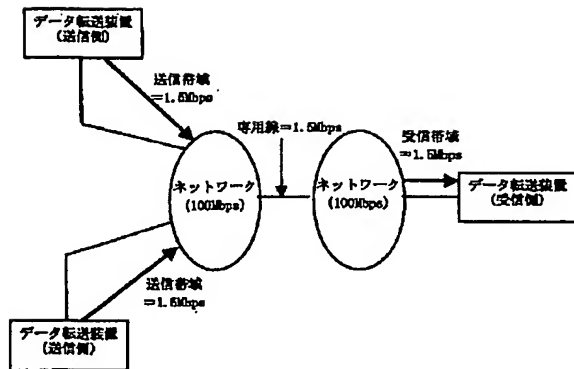 データ転送装置
(送信側)
送信帯域
=1.5Mbps
専用線=1.5Mbps
受信帯域
=1.5Mbps
ネットワーク
(100Mbps)
ネットワーク
(100Mbps)
データ転送装置
(受信側)
送信帯域
=1.5Mbps
データ転送装置
(送信側)